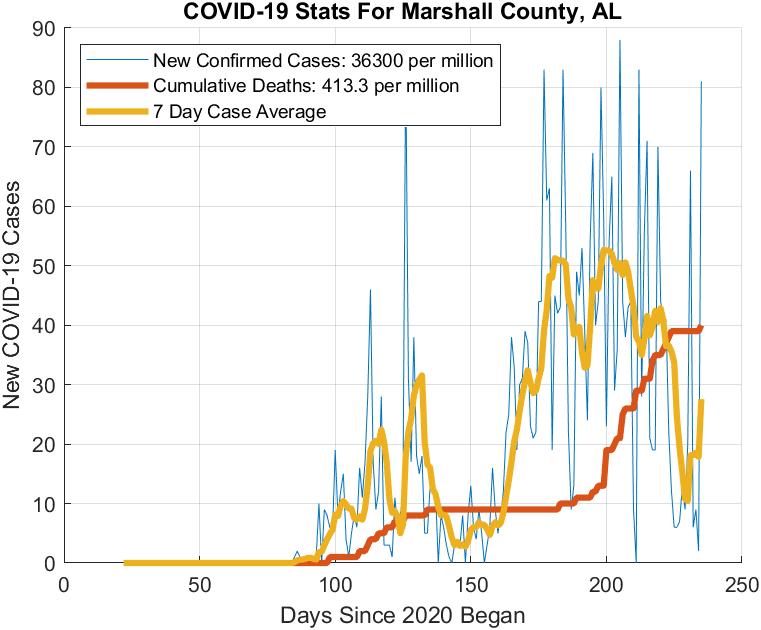 COVID-19 Stats For Marshall County, AL
90
80
70
60
50
40
30
20
10
0
New COVID-19 Cases
New Confirmed Cases: 36300 per million
Cumulative Deaths: 413.3 per million
7 Day Case Average
0 50 100 150 200 250
Days Since 2020 Began